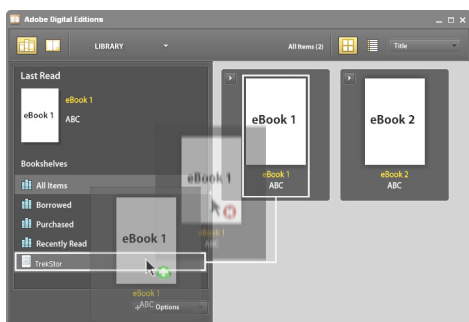 Adobe Digital Editions
LIBRARY
All Items (2)
Title
Last Read
eBook 1
eBook 1
ABC
Bookshelves
All Items
Borrowed
Purchased
Recently Read
TrekStor
eBook 1
eBook 1
ABC
eBook 2
eBook 2
ABC
eBook 1
eBook 1
ABC
eBook 1
eBook 1
ABC
+ Options